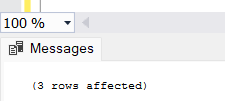 100 %
Messages
(3 rows affected)